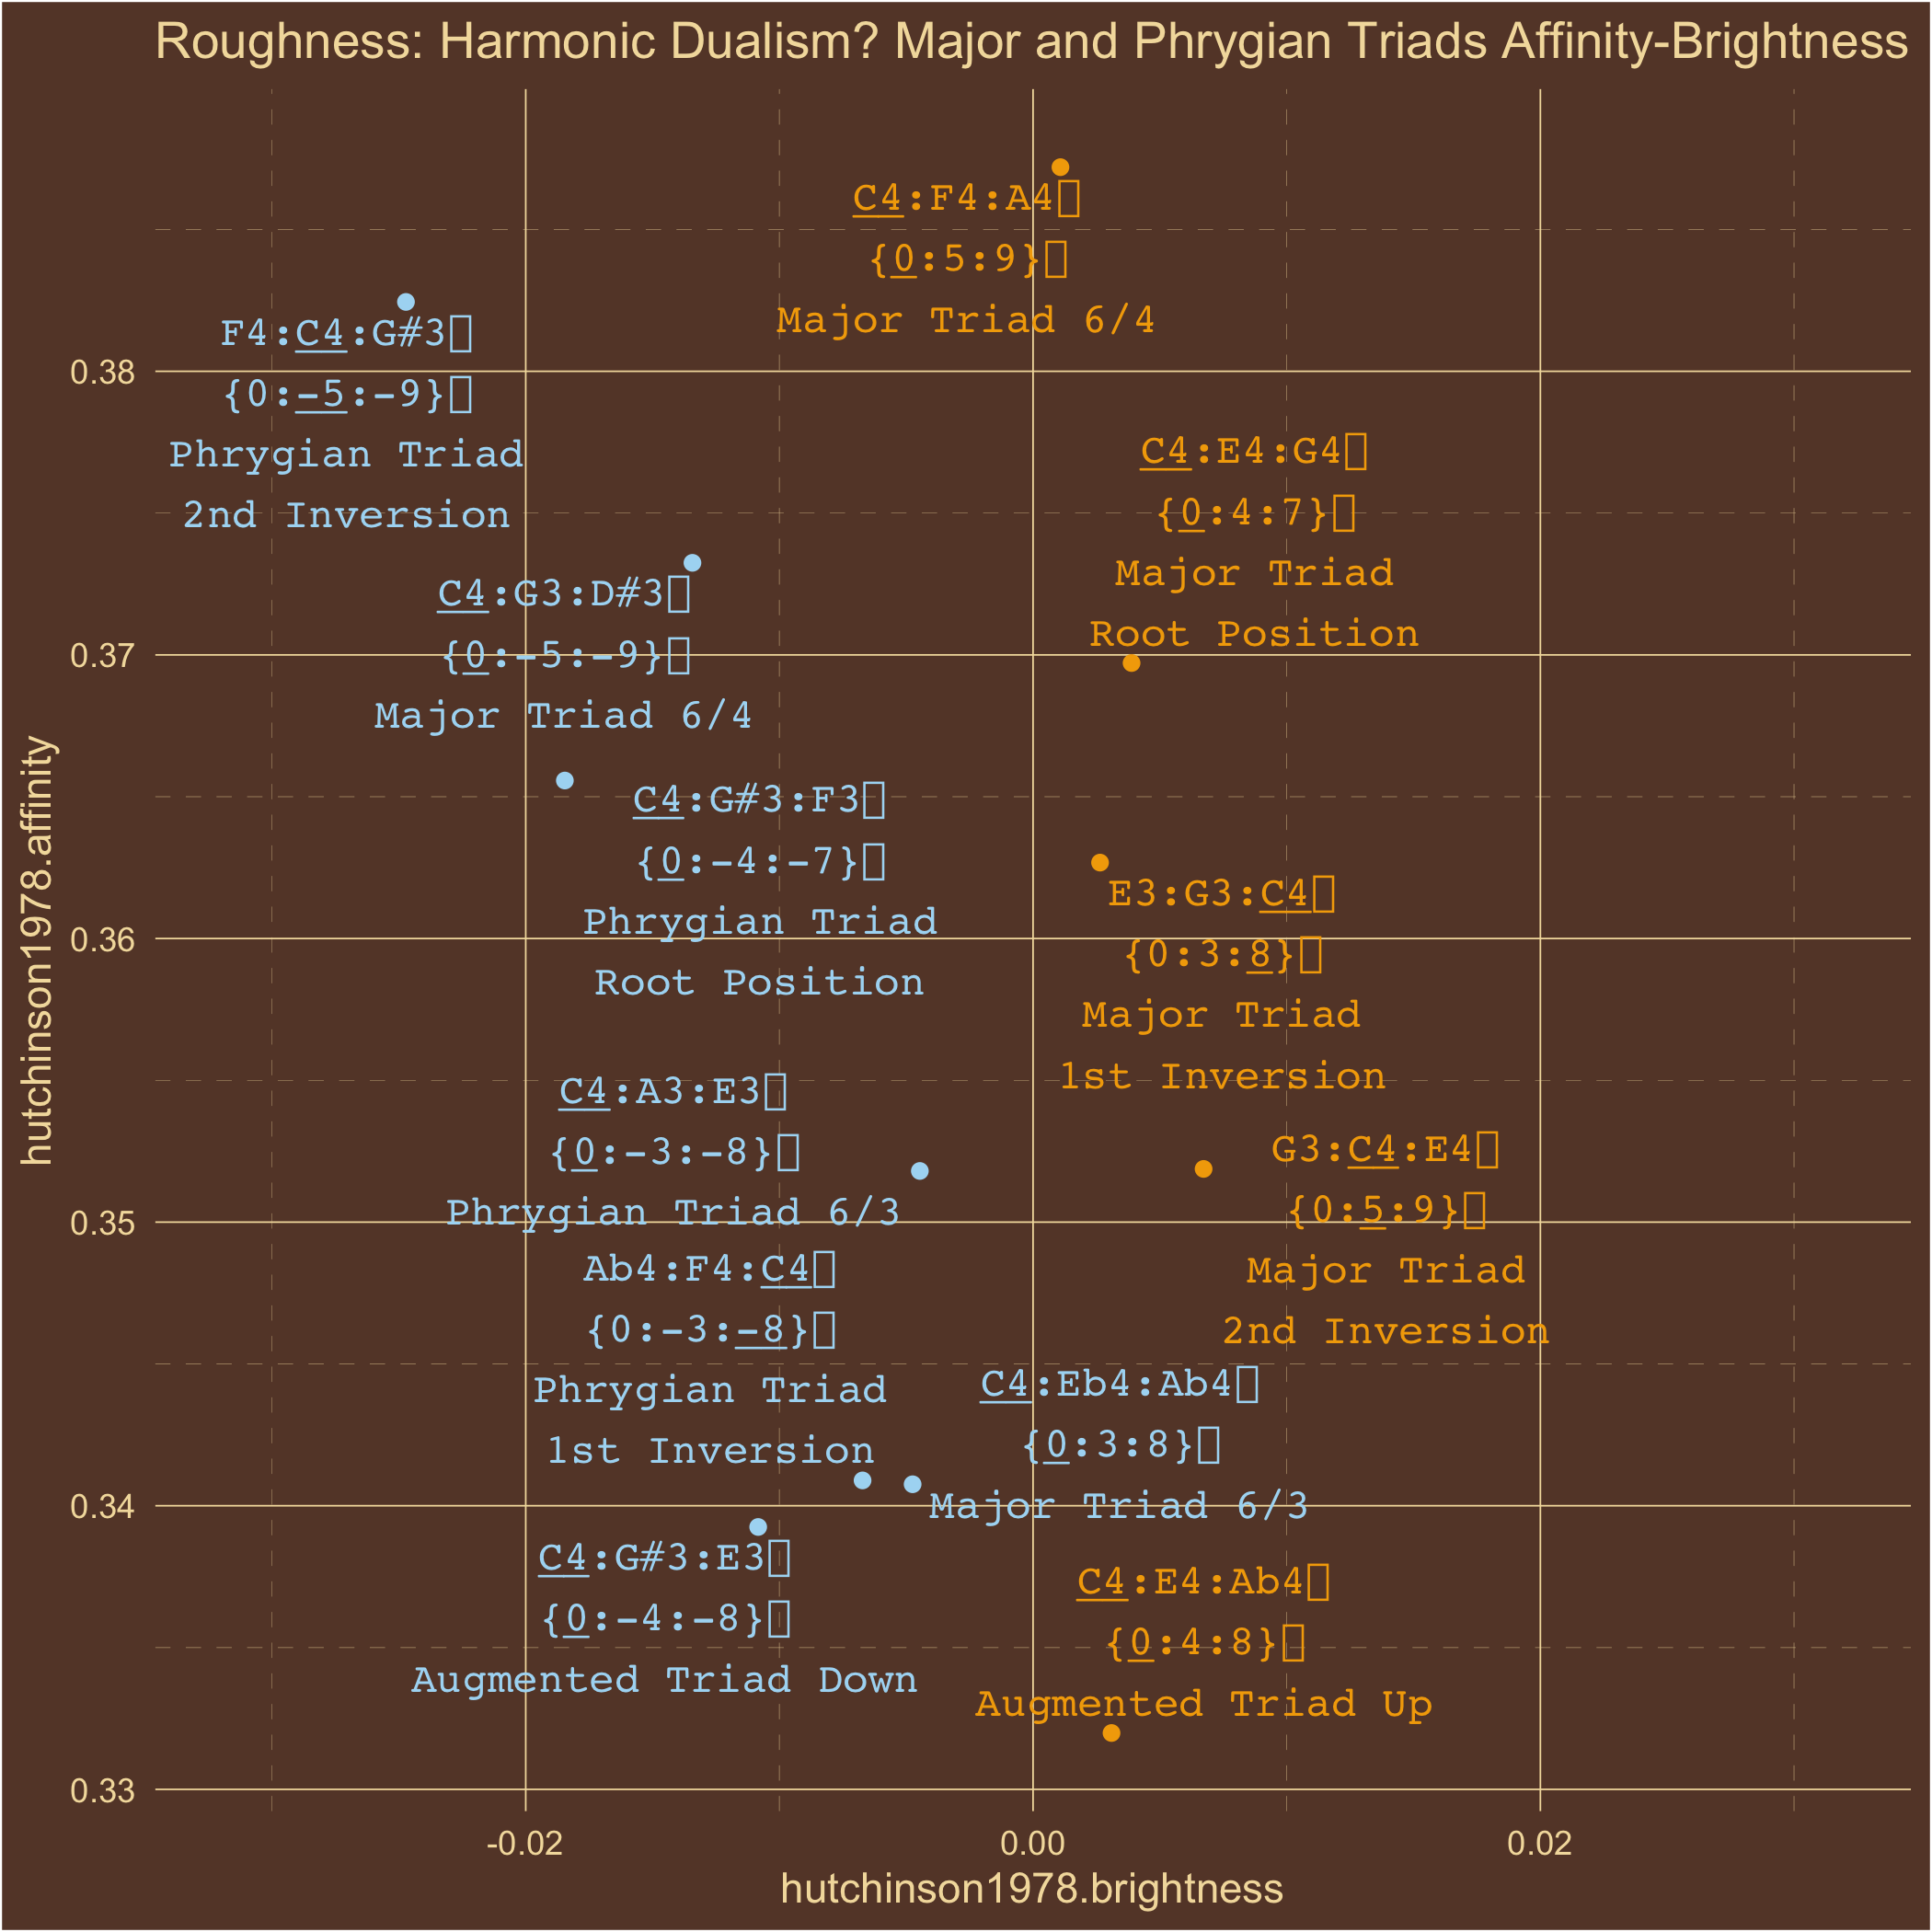 Roughness: Harmonic Dualism? Major and Phrygian Triads Affinity-Brightness
C4:F4:A4
{0:5:9}
Major Triad 6/4
F4:C4:G#3
{0:-5:-9}
Phrygian Triad
2nd Inversion
C4:E4:G4
{0:4:7}
Major Triad
Root Position
C4:G3:D#3
{0:-5:-9}
Major Triad 6/4
C4:G#3:F3
{0:-4:-7}
Phrygian Triad
Root Position
E3:G3:C4
{0:3:8}
Major Triad
1st Inversion
C4:A3:E3
{0:-3:-8}
Phrygian Triad 6/3
G3:C4:E4
{0:5:9}
Major Triad
2nd Inversion
Ab4:F4:C4
{0:-3:-8}
Phrygian Triad
1st Inversion
C4:Eb4:Ab4
{0:3:8}
Major Triad 6/3
C4:G#3:E3
{0:-4:-8}
Augmented Triad Down
C4:E4:Ab4
{0:4:8}
Augmented Triad Up
0.38
0.37
0.36
0.35
0.34
0.33
hutchinson1978.affinity
-0.02
0.00
0.02
hutchinson1978.brightness